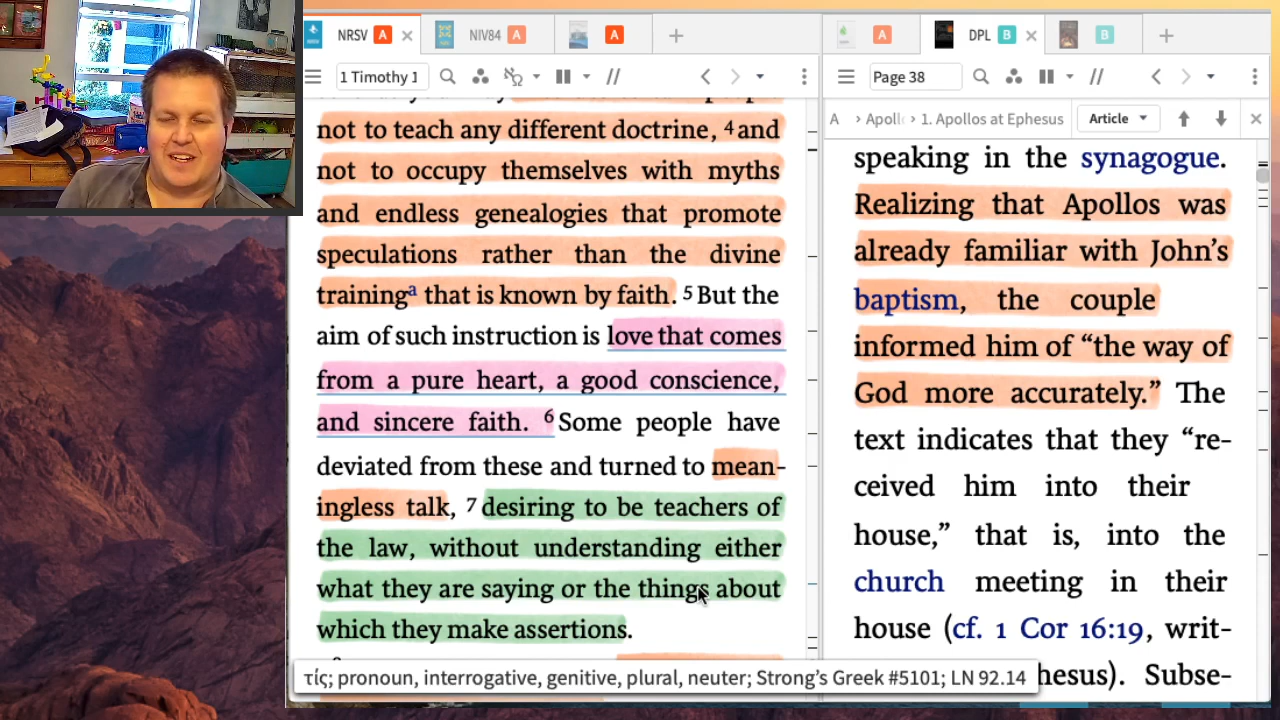 NRSV A
NIV84 A
A
A
DPL B
B
1 Timothy 1
Page 38
A › Apoll › 1. Apollos at Ephesus
Article
not to teach any different doctrine, 4 and
not to occupy themselves with myths
and endless genealogies that promote
speculations rather than the divine
trainingᵃ that is known by faith. 5 But the
aim of such instruction is love that comes
from a pure heart, a good conscience,
and sincere faith. 6 Some people have
deviated from these and turned to mean-
ingless talk, 7 desiring to be teachers of
the law, without understanding either
what they are saying or the things about
which they make assertions.
τίς; pronoun, interrogative, genitive, plural, neuter; Strong's Greek #5101; LN 92.14
speaking in the synagogue.
Realizing that Apollos was
already familiar with John’s
baptism, the couple
informed him of “the way of
God more accurately.” The
text indicates that they “re-
ceived him into their
house,” that is, into the
church meeting in their
house (cf. 1 Cor 16:19, writ-
hesus). Subse-